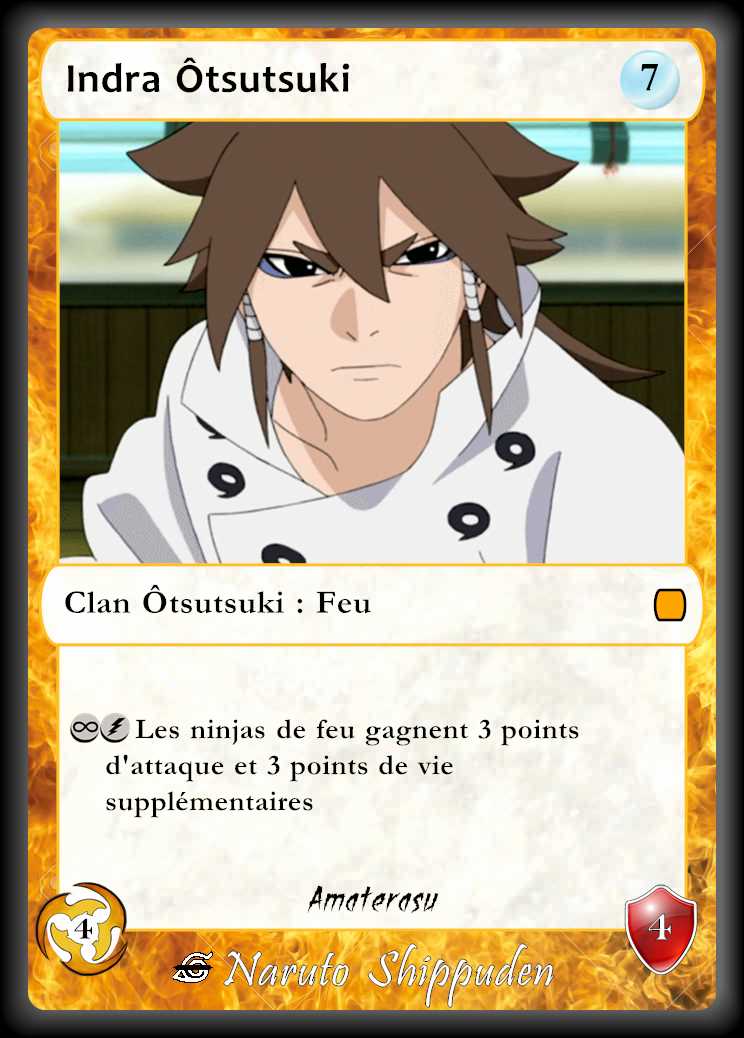 Indra Ôtsutsuki
7
Clan Ôtsutsuki : Feu
Les ninjas de feu gagnent 3 points
d'attaque et 3 points de vie
supplémentaires
Amaterasu
4
4
Naruto Shippuden